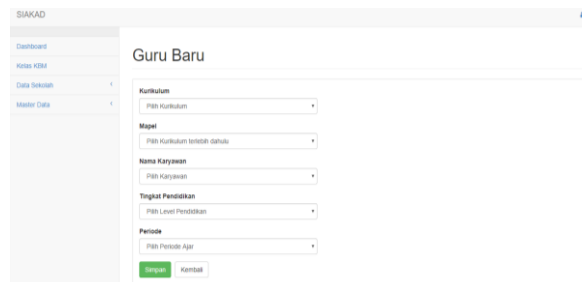 SIAKAD
Dashboard
Kelas KBM
Data Sekolah
Master Data
Guru Baru
Kurikulum
Pilih Kurikulum
Mapel
Pilih Kurikulum terlebih dahulu
Nama Karyawan
Pilih Karyawan
Tingkat Pendidikan
Pilih Level Pendidikan
Periode
Pilih Periode Ajar
Simpan Kembali